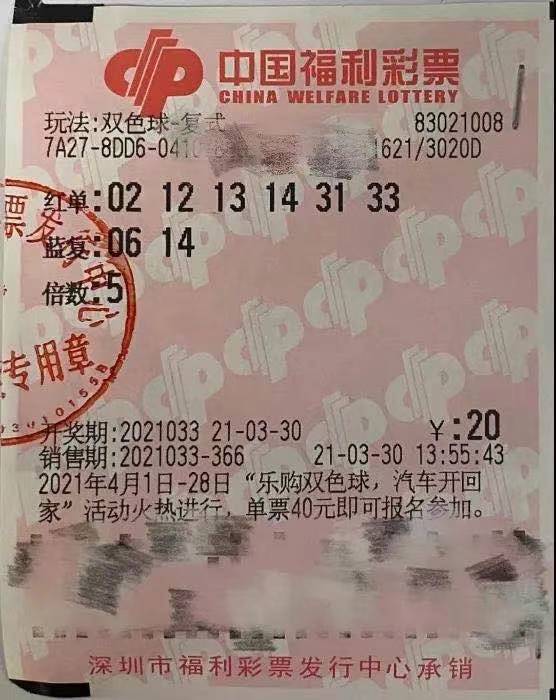 中国福利彩票
CHINA WELFARE LOTTERY
玩法:双色球-复式 83021008
7A27-8DD6-041 1621/3020D
红单:02 12 13 14 31 33
蓝复:06 14
倍数:5
专用章
开奖期:2021033 21-03-30 ¥:20
销售期:2021033-366 21-03-30 13:55:43
2021年4月1日-28日“乐购双色球，汽车开回
家”活动火热进行，单票40元即可报名参加。
深圳市福利彩票发行中心承销